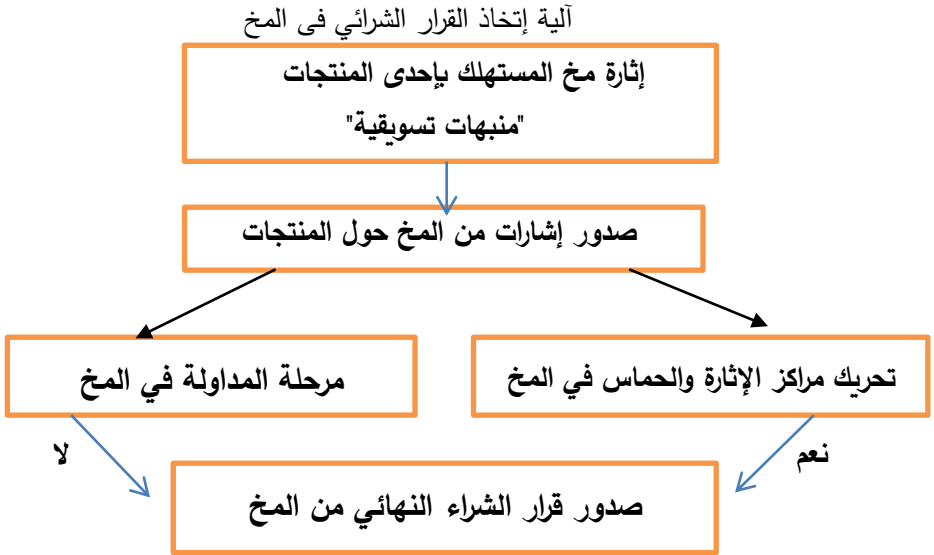 آلية إتخاذ القرار الشرائي فى المخ
إثارة مخ المستهلك بإحدى المنتجات
"منبهات تسويقية"
صدور إشارات من المخ حول المنتجات
تحريك مراكز الإثارة والحماس في المخ
مرحلة المداولة في المخ
نعم
لا
صدور قرار الشراء النهائي من المخ